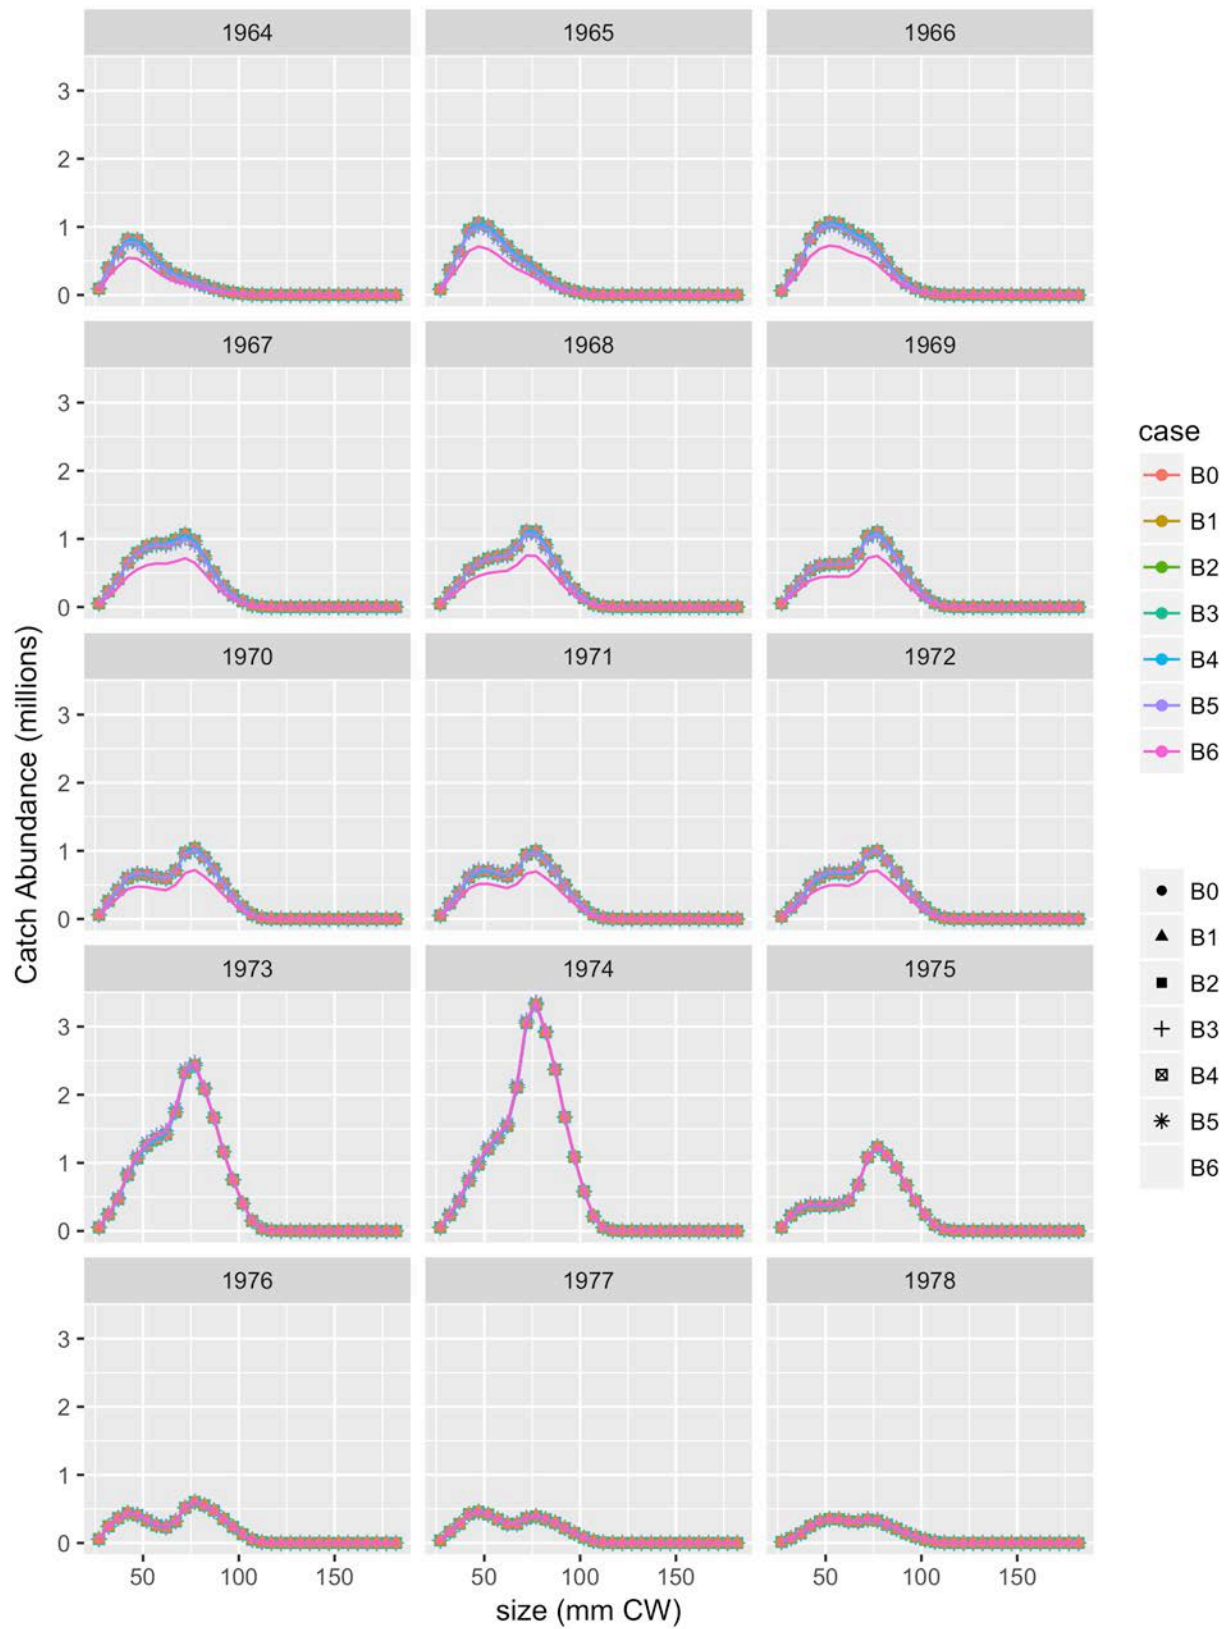 1964 1965 1966
3
2
1
0
1967 1968 1969
3
2
1
0
1970 1971 1972
3
2
1
0
1973 1974 1975
3
2
1
0
1976 1977 1978
3
2
1
0
50 100 150 50 100 150 50 100 150
size (mm CW)
Catch Abundance (millions)
case
B0
B1
B2
B3
B4
B5
B6
B0
B1
B2
B3
B4
B5
B6